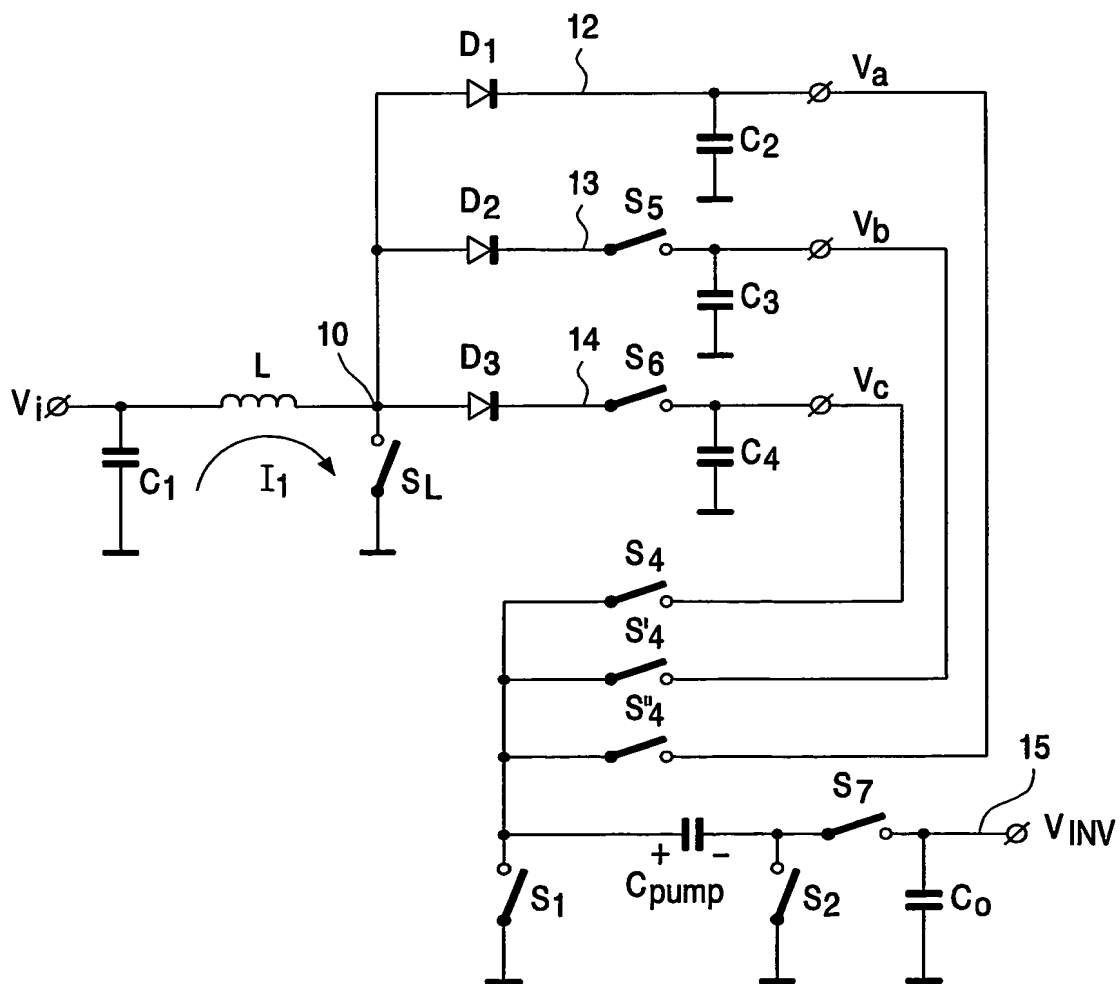 D1
12
Va
C2
D2
13
S5
Vb
C3
10
L
D3
14
S6
Vc
Vi
C1
I1
SL
C4
S4
S'4
S"4
15
S7
VINV
+
-
S1
Cpump
S2
Co